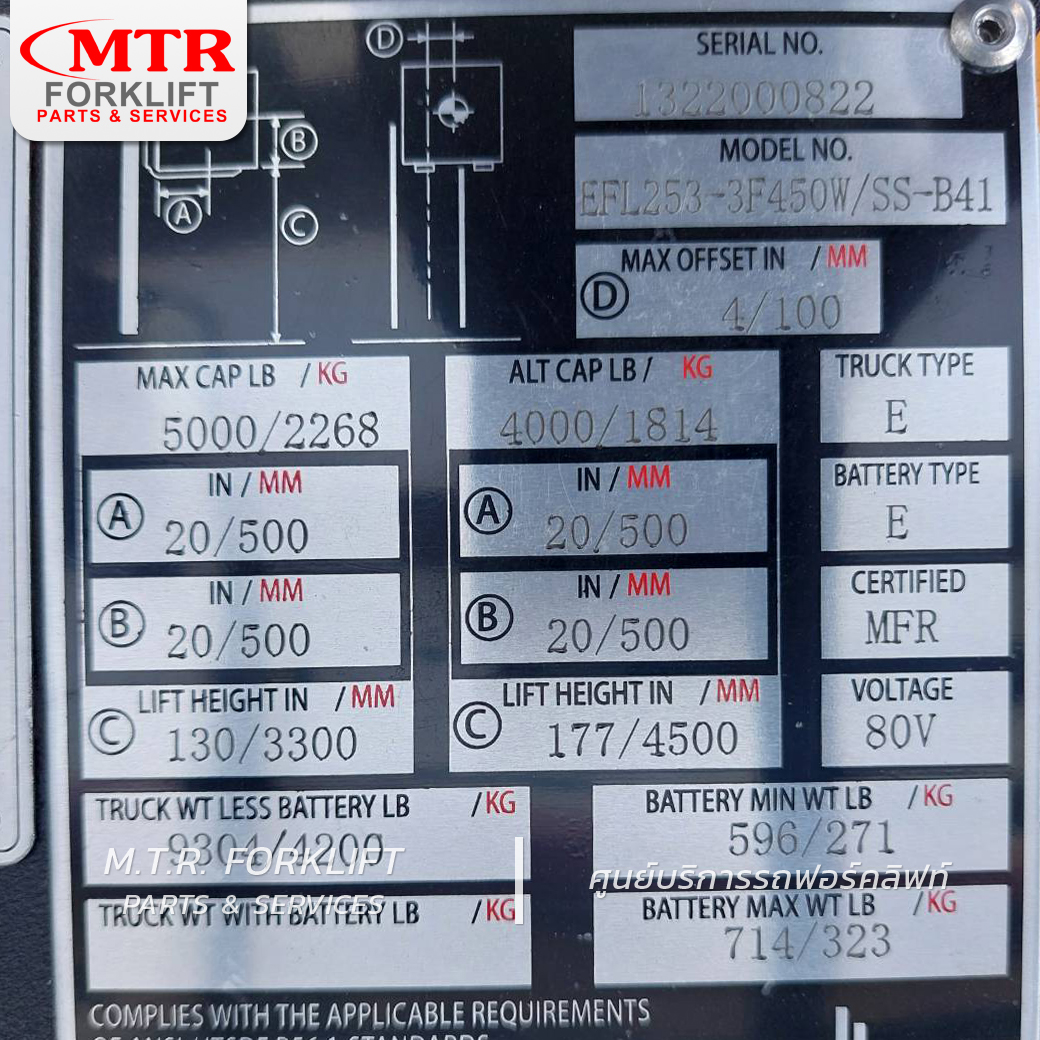 MTR
FORKLIFT
PARTS & SERVICES
D
B
A
C
SERIAL NO.
1322000822
MODEL NO.
EFL253-3F450W/SS-B41
MAX OFFSET IN / MM
D 4/100
MAX CAP LB / KG
5000/2268
IN / MM
A 20/500
IN / MM
B 20/500
LIFT HEIGHT IN / MM
C 130/3300
ALT CAP LB / KG
4000/1814
IN / MM
A 20/500
IN / MM
B 20/500
LIFT HEIGHT IN / MM
C 177/4500
TRUCK TYPE
E
BATTERY TYPE
E
CERTIFIED
MFR
VOLTAGE
80V
TRUCK WT LESS BATTERY LB / KG
9304/4200
TRUCK WT WITH BATTERY LB / KG
BATTERY MIN WT LB / KG
596/271
BATTERY MAX WT LB / KG
714/323
M.T.R. FORKLIFT
PARTS & SERVICES
ศูนย์บริการรถฟอร์คลิฟท์
COMPLIES WITH THE APPLICABLE REQUIREMENTS